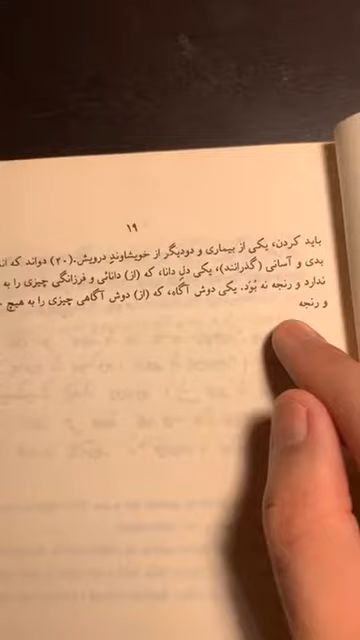 ۱۹
باید کردن، یکی از بیماری و دودیگر از خویشاوندِ درویش. (۲۰) دواند که
بدی و آسانی (گذرانند)، یکی دلِ دانا، که (از) دانائی و فرزانگی چیزی را به
ندارد و رنجه نه بُوَد. یکی دوش آگاه، که (از) دوش آگاهی چیزی را به هیچ
و رنجه